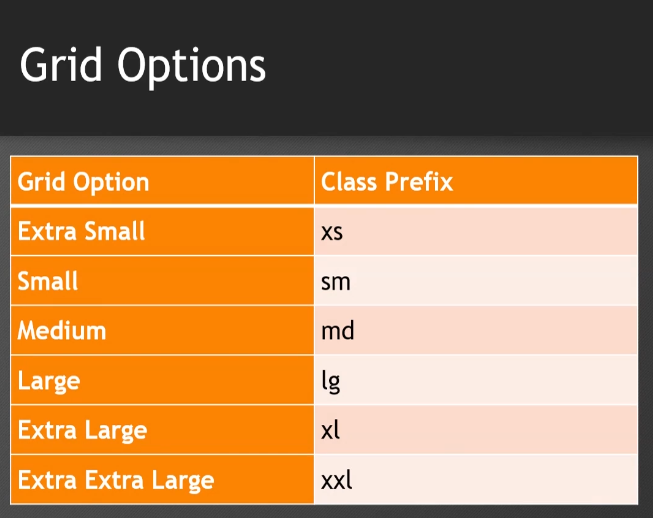 Grid Options
Grid Option Class Prefix
Extra Small xs
Small sm
Medium md
Large lg
Extra Large xl
Extra Extra Large xxl